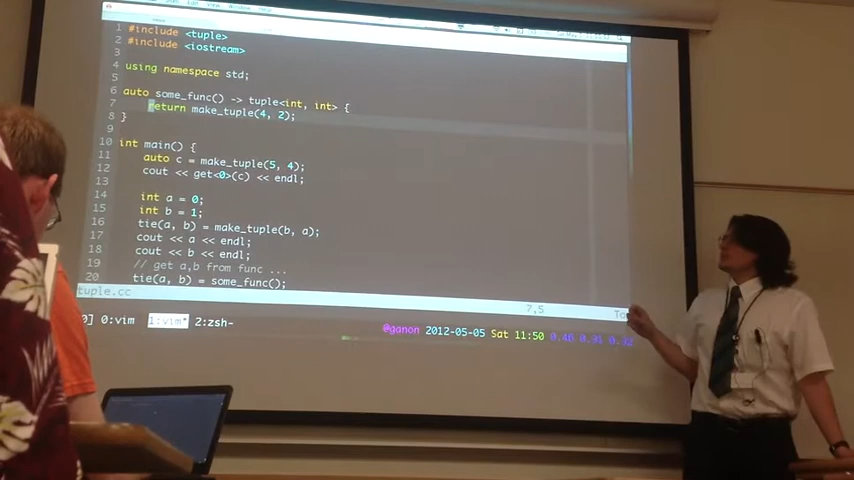 1 #include <tuple>
2 #include <iostream>
3
4 using namespace std;
5
6 auto some_func() -> tuple<int, int> {
7 return make_tuple(4, 2);
8 }
9
10 int main() {
11 auto c = make_tuple(5, 4);
12 cout << get<0>(c) << endl;
13
14 int a = 0;
15 int b = 1;
16 tie(a, b) = make_tuple(b, a);
17 cout << a << endl;
18 cout << b << endl;
19 // get a,b from func ...
20 tie(a, b) = some_func();
tuple.cc 7,5
0] 0:vim 1:vim* 2:zsh- @ganon 2012-05-05 Sat 11:50